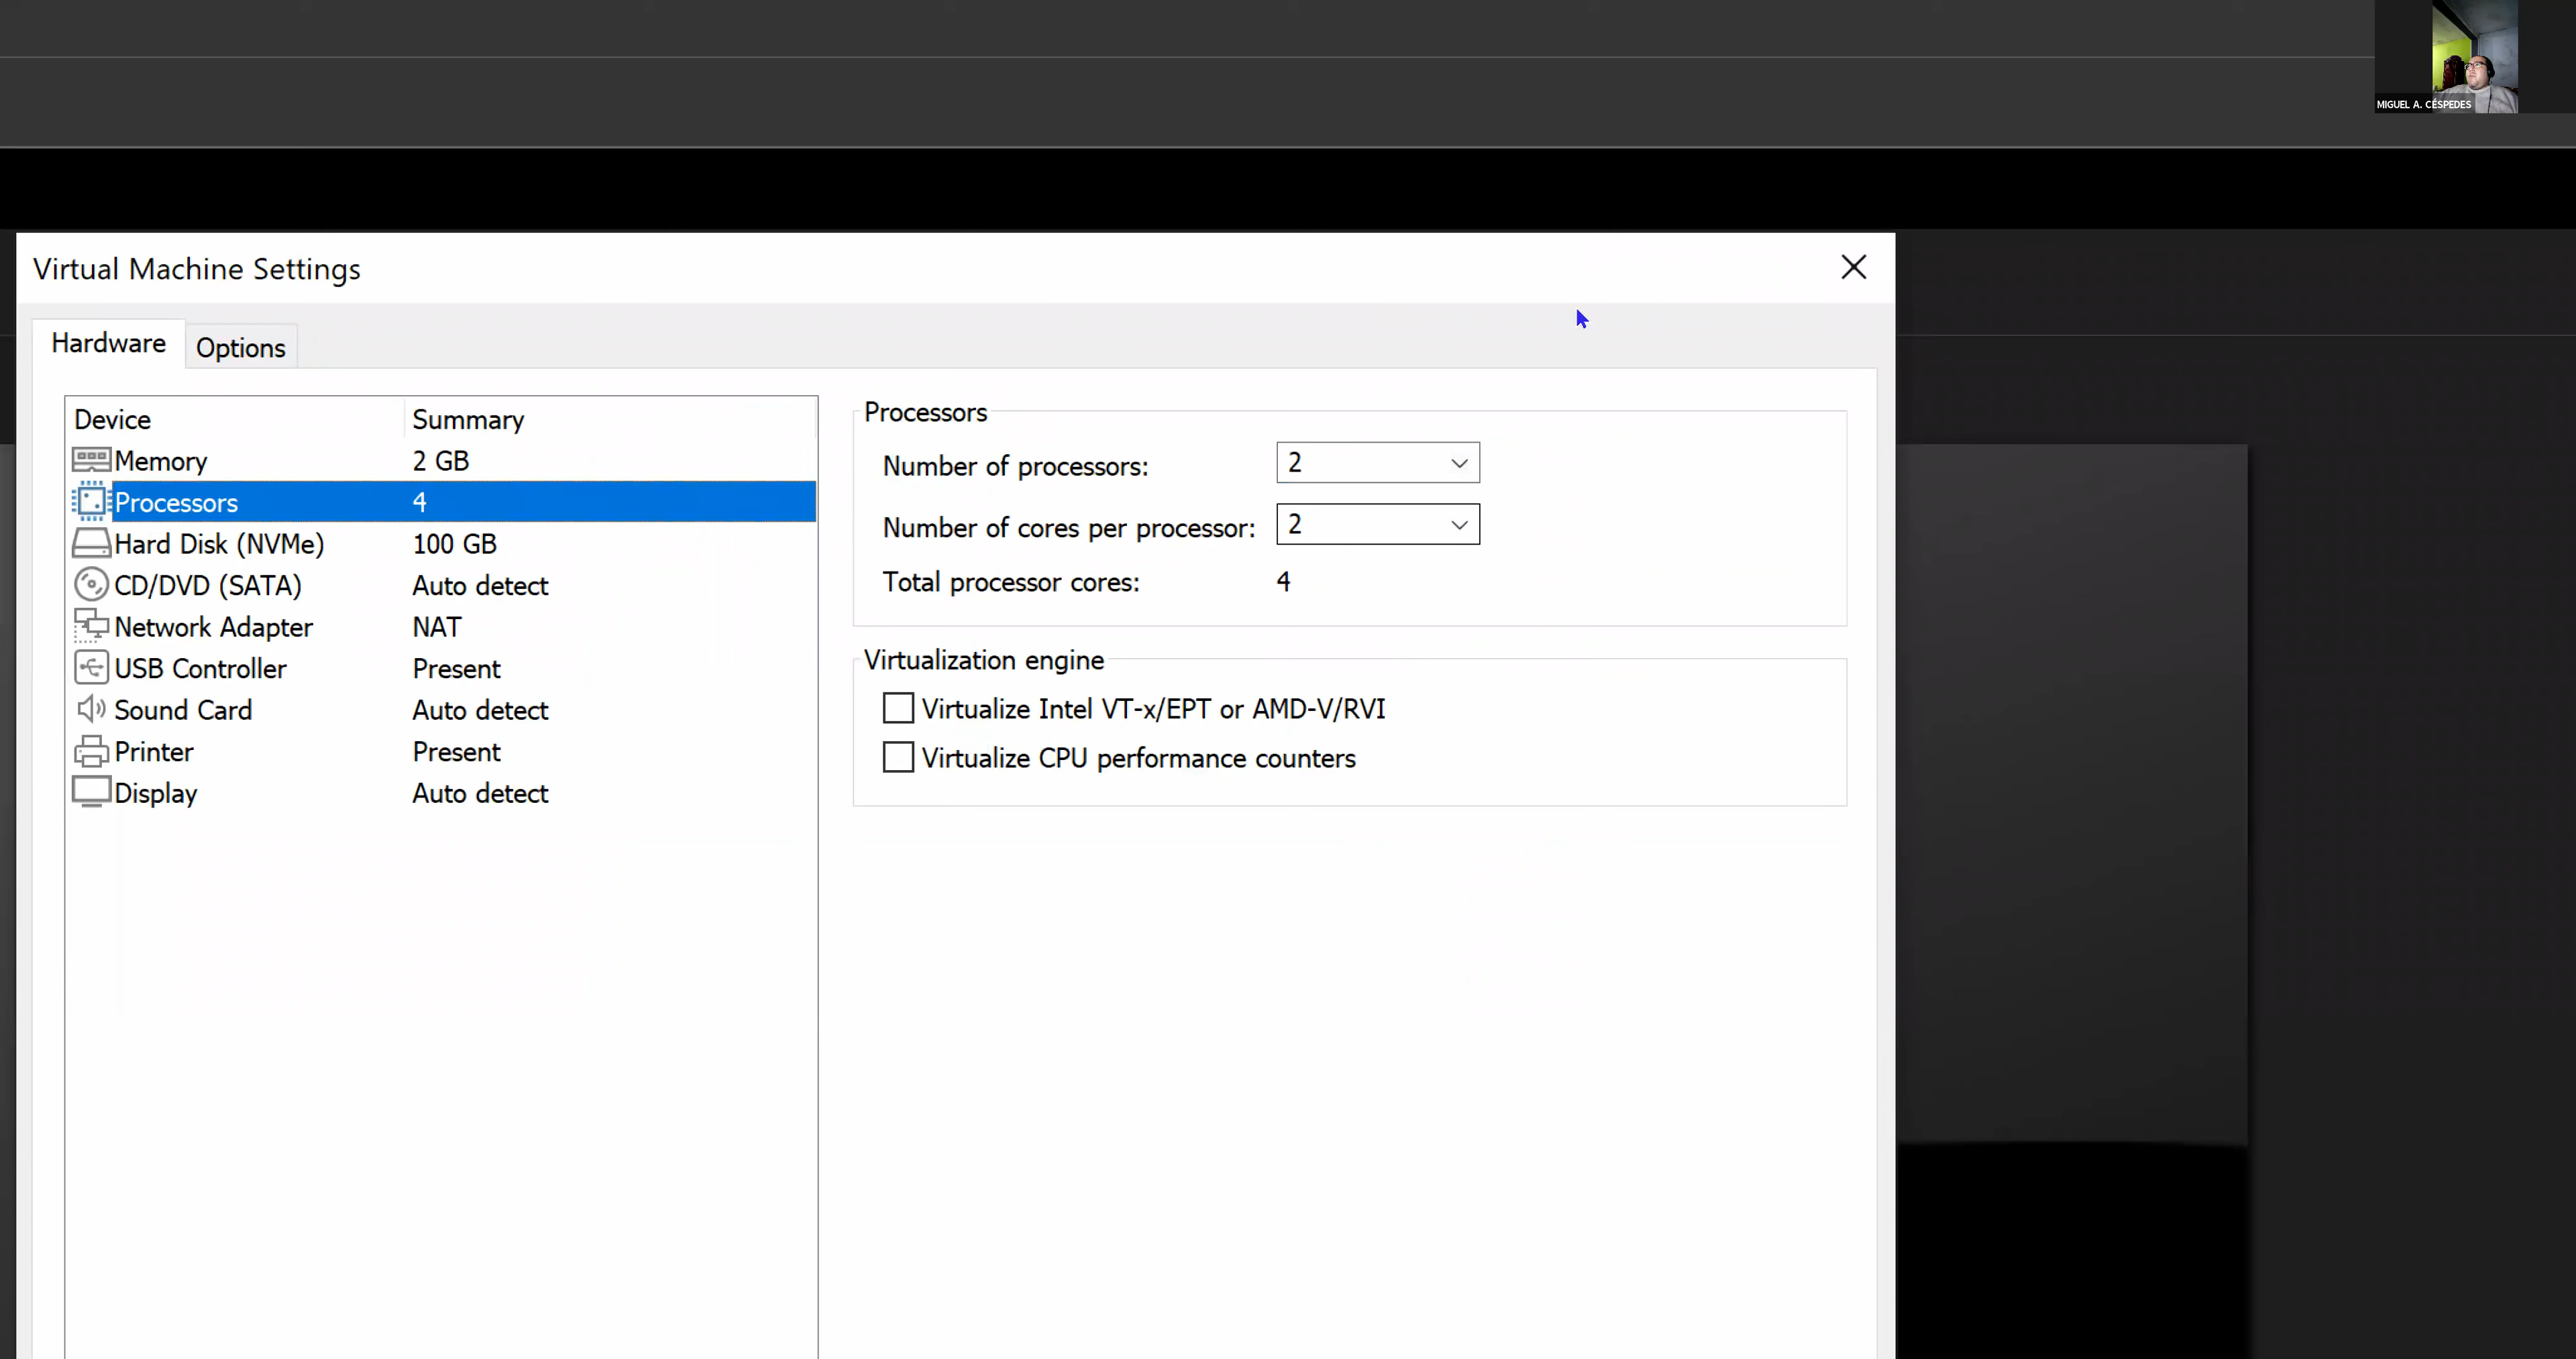 MIGUEL A. CÉSPEDES
Virtual Machine Settings
Hardware
Options
Device Summary
Memory 2 GB
Processors 4
Hard Disk (NVMe) 100 GB
CD/DVD (SATA) Auto detect
Network Adapter NAT
USB Controller Present
Sound Card Auto detect
Printer Present
Display Auto detect
Processors
Number of processors: 2
Number of cores per processor: 2
Total processor cores: 4
Virtualization engine
Virtualize Intel VT-x/EPT or AMD-V/RVI
Virtualize CPU performance counters